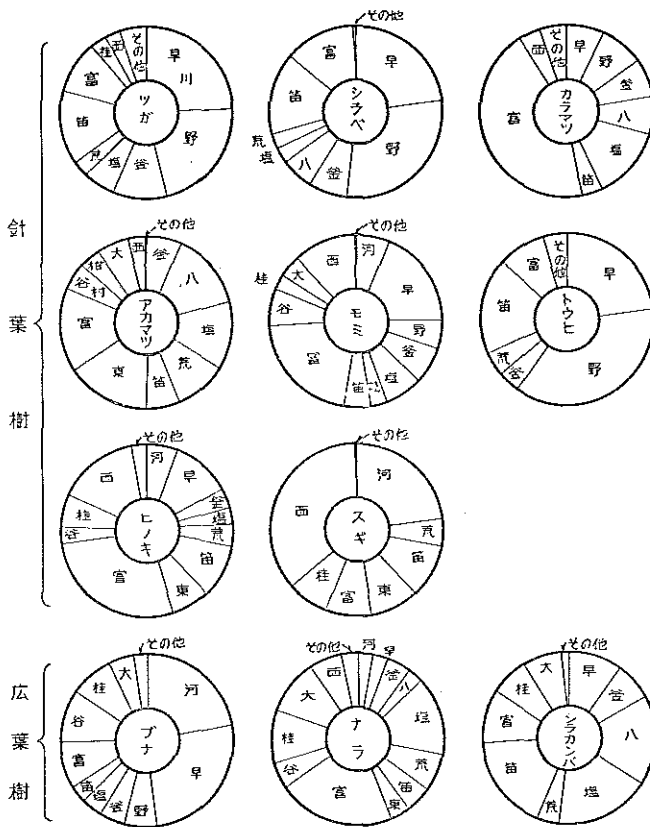 針葉樹
ツガ
早川
野
釜
塩
荒
笛
富
桂
西
その他
シラベ
早
野
釜
八
塩
荒
笛
富
その他
カラマツ
早
野
釜
八
塩
笛
富
西
その他
アカマツ
釜
八
塩
荒
笛
東
富
谷村
柑
大
西
その他
モミ
河
早
野
釜
塩
笛
富
谷
桂
大
西
その他
トウヒ
早
野
釜
荒
笛
富
その他
ヒノキ
河
早
釜
塩
荒
笛
東
富
谷
桂
西
その他
スギ
河
荒
笛
東
富
桂
西
その他
広葉樹
ブナ
河
早
野
釜
塩
笛
富
谷
桂
大
その他
ナラ
河
早
釜
八
塩
荒
笛
東
富
谷
桂
大
西
その他
シラカンバ
早
釜
八
塩
荒
笛
富
桂
大
その他